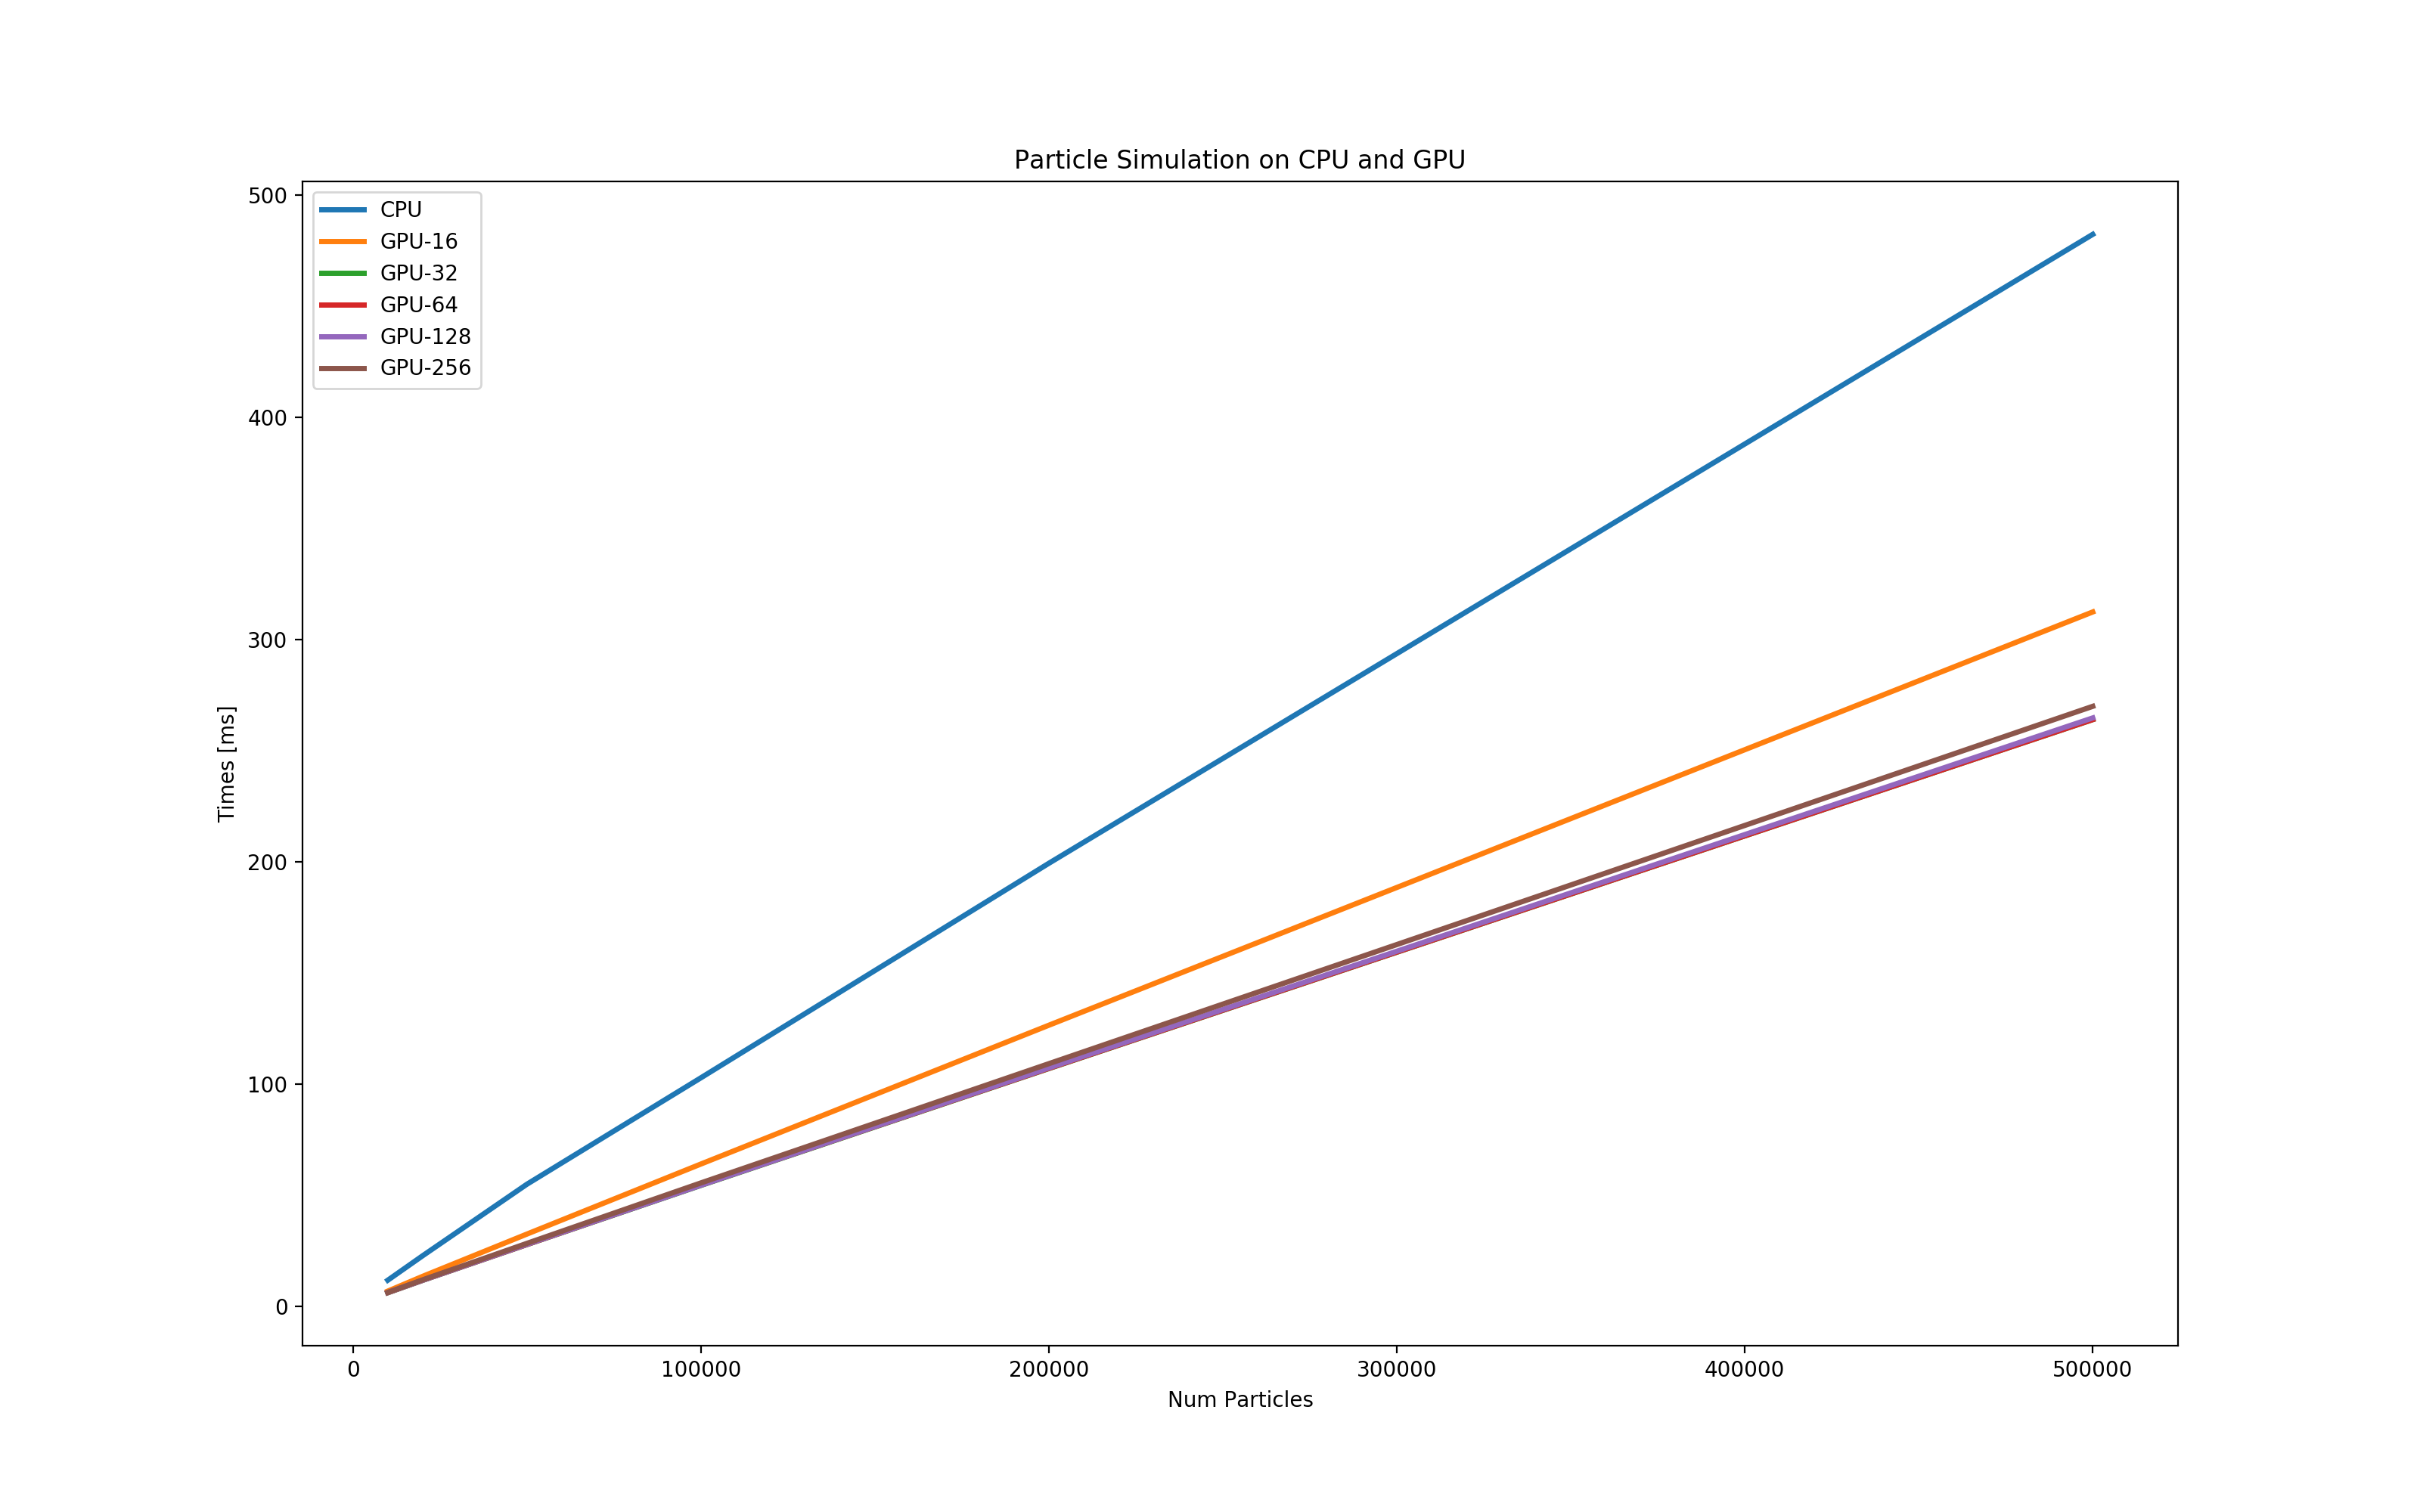 Particle Simulation on CPU and GPU
500
400
300
200
100
0
Times [ms]
CPU
GPU-16
GPU-32
GPU-64
GPU-128
GPU-256
0 100000 200000 300000 400000 500000
Num Particles